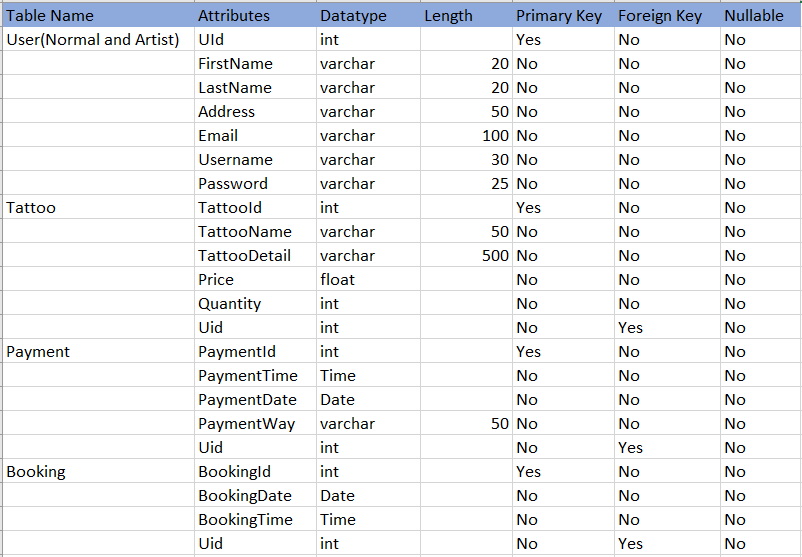 Table Name Attributes Datatype Length Primary Key Foreign Key Nullable
User(Normal and Artist) UId int Yes No No
FirstName varchar 20 No No No
LastName varchar 20 No No No
Address varchar 50 No No No
Email varchar 100 No No No
Username varchar 30 No No No
Password varchar 25 No No No
Tattoo TattooId int Yes No No
TattooName varchar 50 No No No
TattooDetail varchar 500 No No No
Price float No No No
Quantity int No No No
Uid int No Yes No
Payment PaymentId int Yes No No
PaymentTime Time No No No
PaymentDate Date No No No
PaymentWay varchar 50 No No No
Uid int No Yes No
Booking BookingId int Yes No No
BookingDate Date No No No
BookingTime Time No No No
Uid int No Yes No